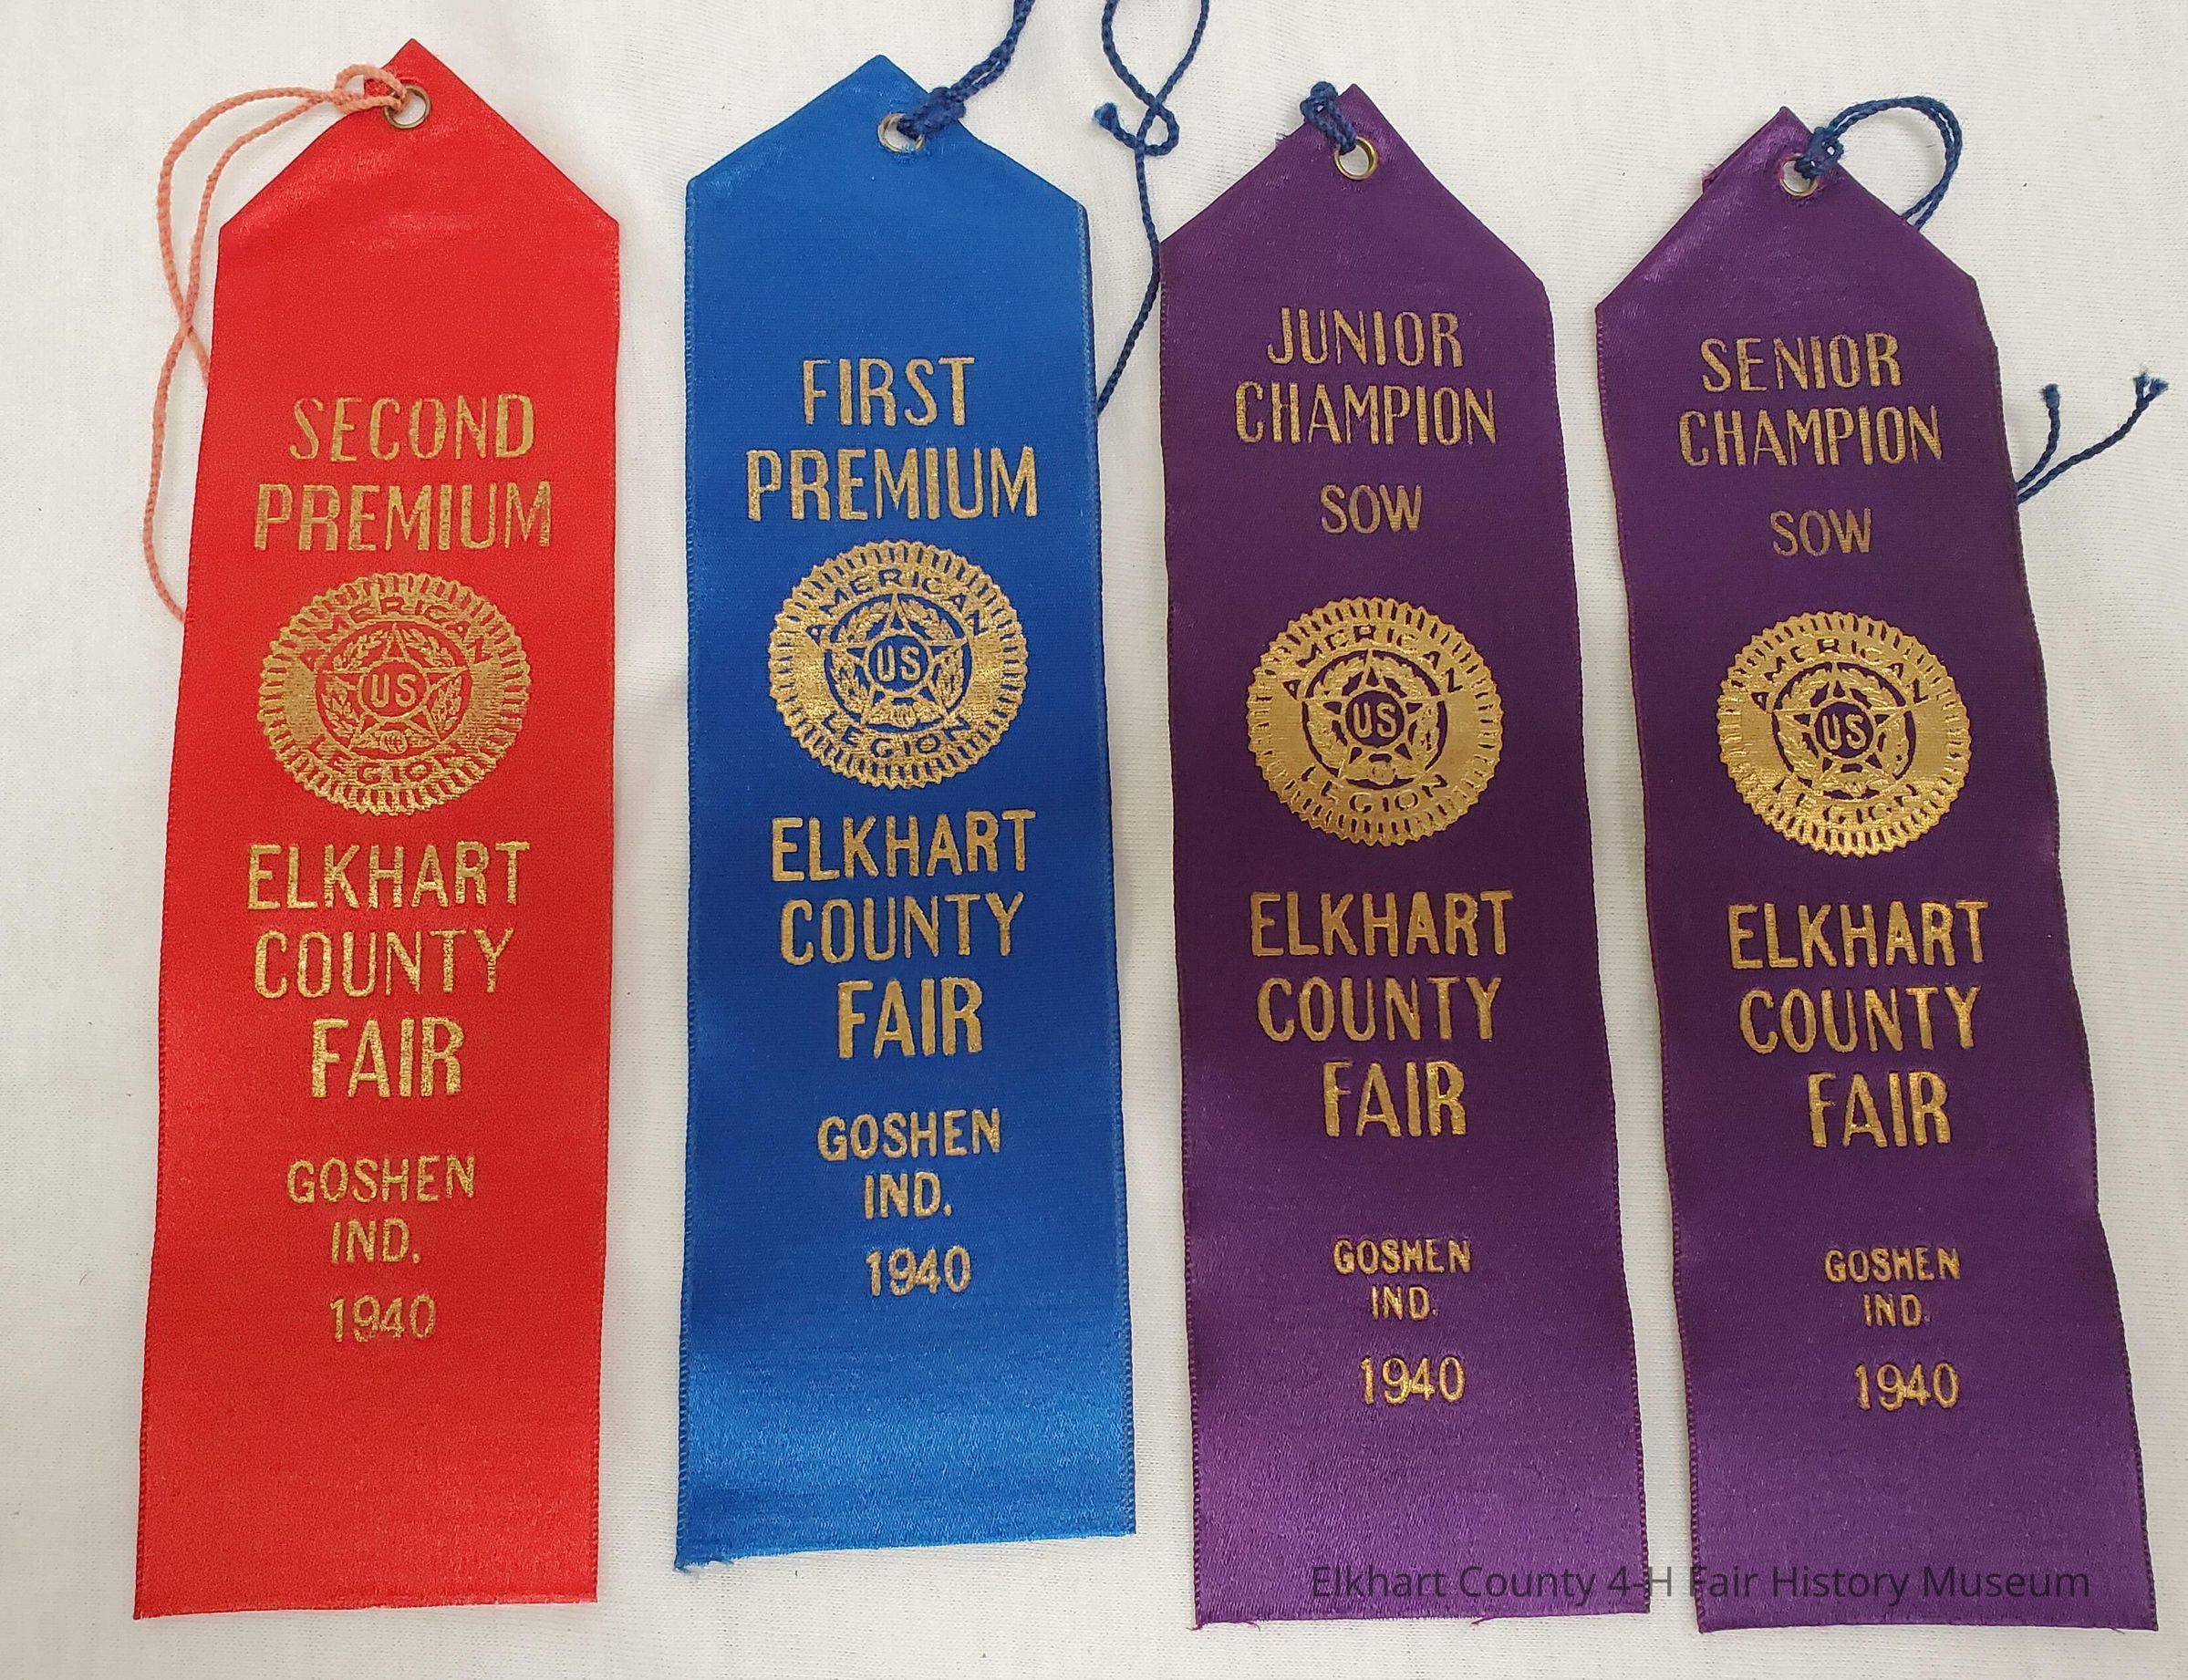 SECOND
PREMIUM
AMERICAN
US
LEGION
ELKHART
COUNTY
FAIR
GOSHEN
IND.
1940
FIRST
PREMIUM
AMERICAN
US
LEGION
ELKHART
COUNTY
FAIR
GOSHEN
IND.
1940
JUNIOR
CHAMPION
SOW
AMERICAN
US
LEGION
ELKHART
COUNTY
FAIR
GOSHEN
IND.
1940
SENIOR
CHAMPION
SOW
AMERICAN
US
LEGION
ELKHART
COUNTY
FAIR
GOSHEN
IND.
1940
Elkhart County 4-H Fair History Museum